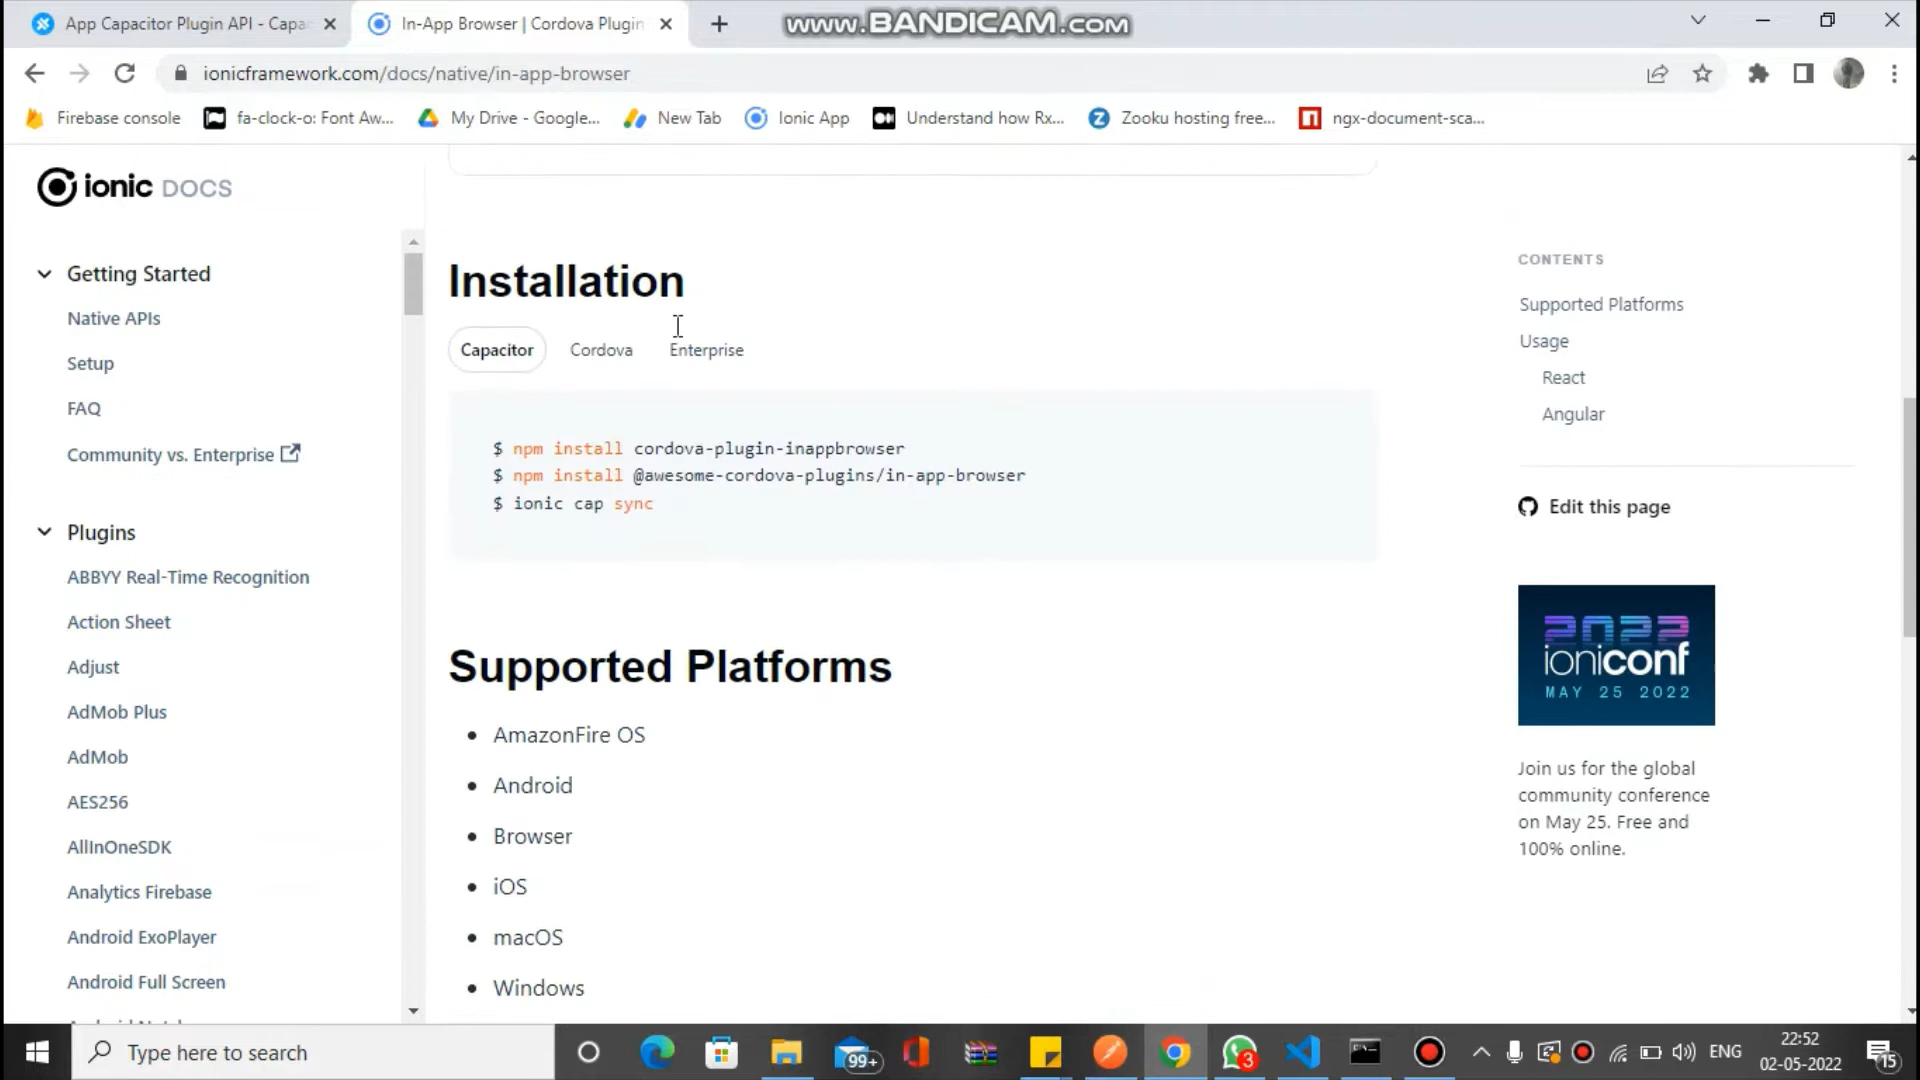 App Capacitor Plugin API - Capa
In-App Browser | Cordova Plugin
www.BANDICAM.com
ionicframework.com/docs/native/in-app-browser
Firebase console
fa-clock-o: Font Aw...
My Drive - Google...
New Tab
Ionic App
Understand how Rx...
Zooku hosting free...
ngx-document-sca...
ionic DOCS
Getting Started
Native APIs
Setup
FAQ
Community vs. Enterprise
Plugins
ABBYY Real-Time Recognition
Action Sheet
Adjust
AdMob Plus
AdMob
AES256
AllInOneSDK
Analytics Firebase
Android ExoPlayer
Android Full Screen
Installation
Capacitor
Cordova
Enterprise
$ npm install cordova-plugin-inappbrowser
$ npm install @awesome-cordova-plugins/in-app-browser
$ ionic cap sync
Supported Platforms
• AmazonFire OS
• Android
• Browser
• iOS
• macOS
• Windows
CONTENTS
Supported Platforms
Usage
React
Angular
Edit this page
2022
ioniconf
MAY 25 2022
Join us for the global
community conference
on May 25. Free and
100% online.
Type here to search
99+
3
ENG
22:52
02-05-2022
15